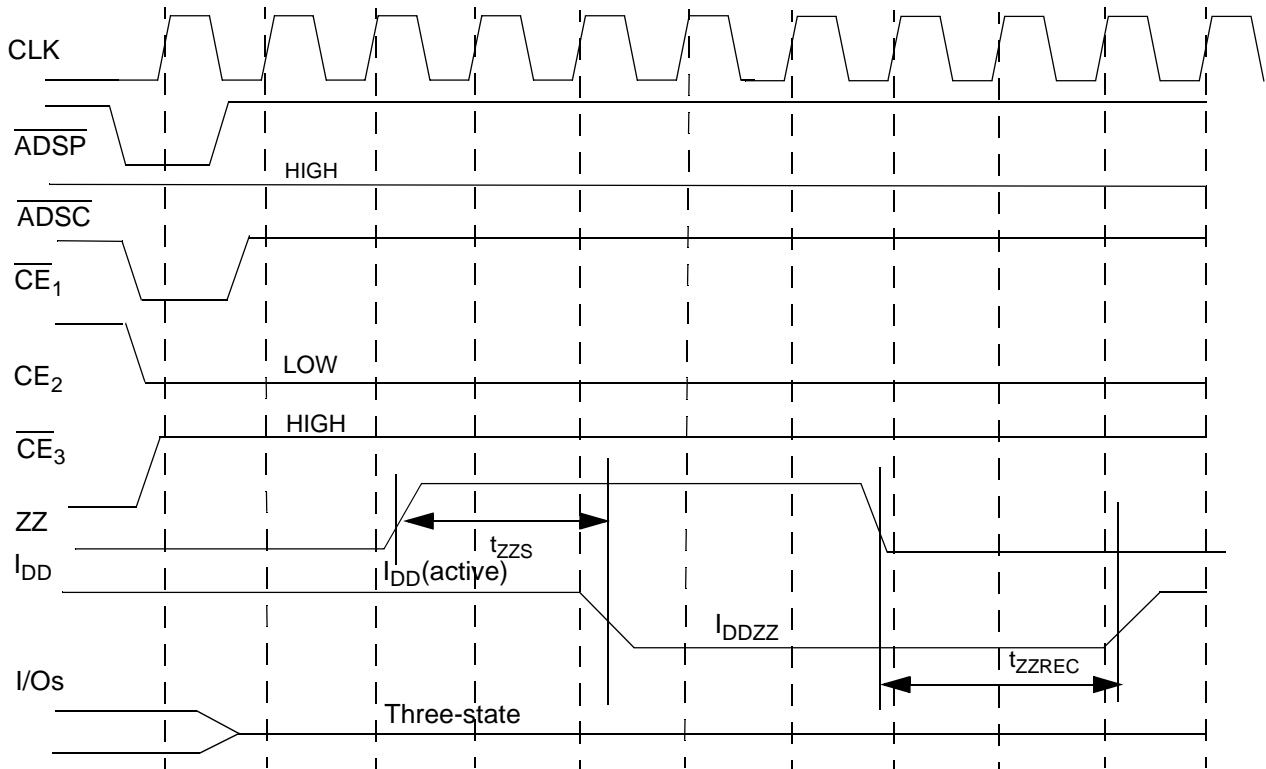 CLK
ADSP
HIGH
ADSC
CE1
LOW
CE2
HIGH
CE3
ZZ
tZZS
IDD
IDD(active)
IDDZZ
tZZREC
I/Os
Three-state